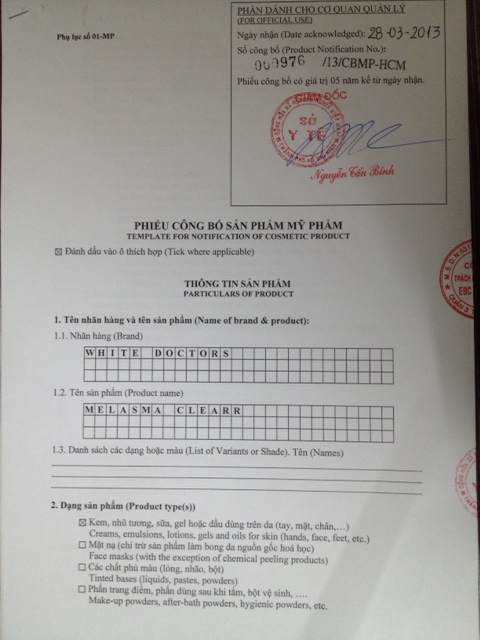 Phụ lục số 01-MP
PHẦN DÀNH CHO CƠ QUAN QUẢN LÝ
(FOR OFFICIAL USE)
Ngày nhận (Date acknowledged): 28-03-2013
Số công bố (Product Notification No.):
000976 /13/CBMP-HCM
Phiếu công bố có giá trị 05 năm kể từ ngày nhận.
GIÁM ĐỐC
SỞ
Y TẾ
Nguyễn Tấn Bỉnh
PHIẾU CÔNG BỐ SẢN PHẨM MỸ PHẨM
TEMPLATE FOR NOTIFICATION OF COSMETIC PRODUCT
☒ Đánh dấu vào ô thích hợp (Tick where applicable)
THÔNG TIN SẢN PHẨM
PARTICULARS OF PRODUCT
1. Tên nhãn hàng và tên sản phẩm (Name of brand & product):
1.1. Nhãn hàng (Brand)
WHITE DOCTORS
1.2. Tên sản phẩm (Product name)
MELASMA CLEARR
1.3. Danh sách các dạng hoặc màu (List of Variants or Shade). Tên (Names)
2. Dạng sản phẩm (Product type(s))
☒ Kem, nhũ tương, sữa, gel hoặc dầu dùng trên da (tay, mặt, chân,....)
Creams, emulsions, lotions, gels and oils for skin (hands, face, feet, etc.)
☐ Mặt nạ (chỉ trừ sản phẩm làm bong da nguồn gốc hoá học)
Face masks (with the exception of chemical peeling products)
☐ Các chất phủ màu (lỏng, nhão, bột)
Tinted bases (liquids, pastes, powders)
☐ Phấn trang điểm, phấn dùng sau khi tắm, bột vệ sinh, ....
Make-up powders, after-bath powders, hygienic powders, etc.